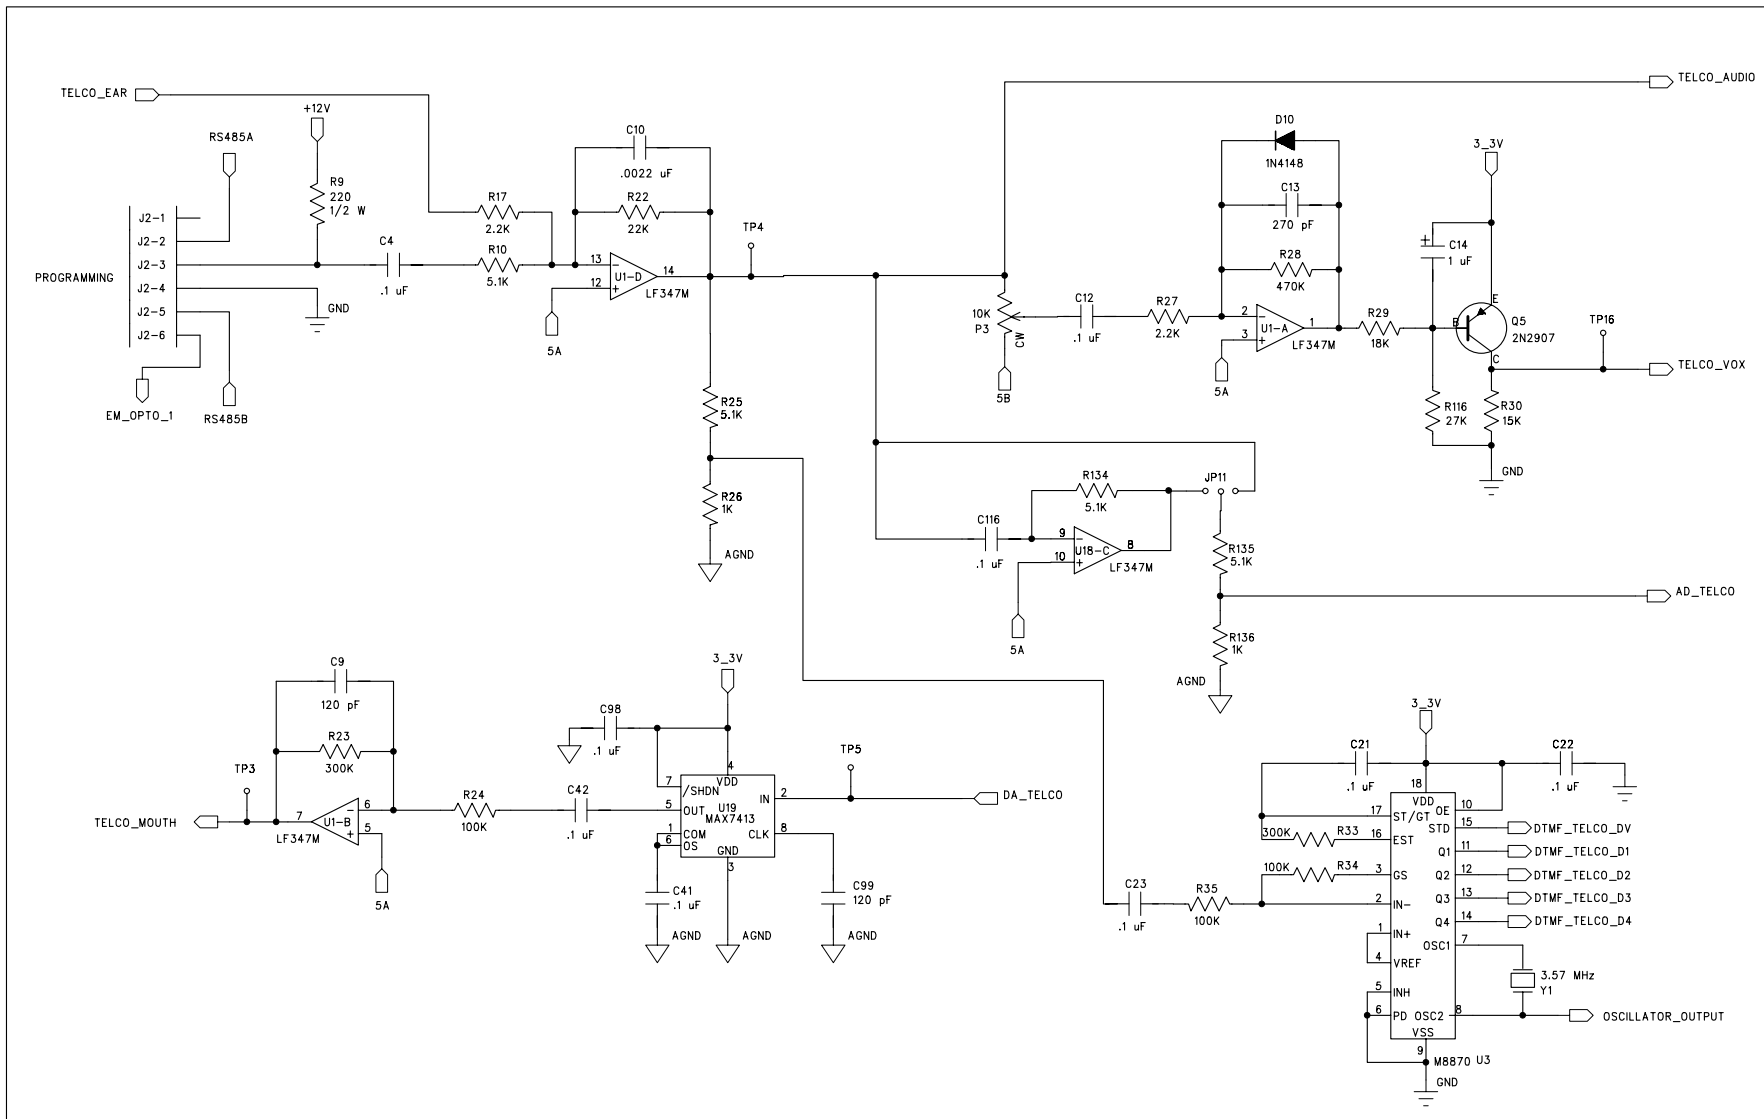 TELCO_EAR
+12V
RS485A
R9
220
1/2 W
PROGRAMMING
J2-1
J2-2
J2-3
J2-4
J2-5
J2-6
EM_OPTO_1
RS485B
GND
C4
.1 uF
R17
2.2K
R10
5.1K
C10
.0022 uF
R22
22K
13
12
14
-
+
U1-D
LF347M
5A
TP4
R25
5.1K
R26
1K
AGND
TELCO_AUDIO
10K
P3
CW
5B
C12
.1 uF
R27
2.2K
D10
1N4148
C13
270 pF
R28
470K
2
3
1
-
+
U1-A
LF347M
5A
R29
18K
3_3V
+
C14
1 uF
E
B
C
Q5
2N2907
TP16
TELCO_VOX
R116
27K
R30
15K
GND
R134
5.1K
JP11
C116
.1 uF
9
10
8
-
+
U18-C
LF347M
5A
R135
5.1K
AD_TELCO
R136
1K
AGND
C9
120 pF
R23
300K
TP3
TELCO_MOUTH
7
6
5
-
+
U1-B
LF347M
5A
R24
100K
C42
.1 uF
C98
.1 uF
3_3V
4
7
VDD
/SHDN
5
OUT
U19
MAX7413
IN
2
1
COM
6
OS
CLK
8
GND
3
TP5
DA_TELCO
C41
.1 uF
AGND
AGND
C99
120 pF
AGND
3_3V
C21
.1 uF
C22
.1 uF
18
VDD
17
ST/GT
OE
10
300K
R33
16
EST
STD
15
DTMF_TELCO_DV
Q1
11
DTMF_TELCO_D1
100K
R34
3
GS
Q2
12
DTMF_TELCO_D2
C23
.1 uF
R35
100K
2
IN-
Q3
13
DTMF_TELCO_D3
Q4
14
DTMF_TELCO_D4
1
IN+
OSC1
7
4
VREF
3.57 MHz
Y1
5
INH
6
PD
OSC2
8
OSCILLATOR_OUTPUT
VSS
9
M8870 U3
GND